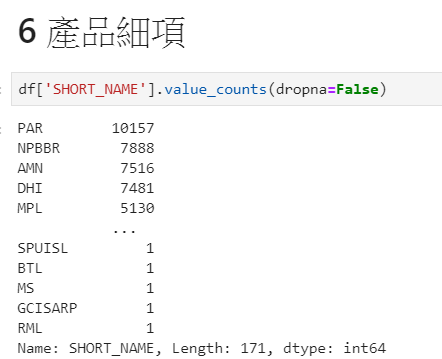 6 產品細項
df['SHORT_NAME'].value_counts(dropna=False)
PAR 10157
NPBBR 7888
AMN 7516
DHI 7481
MPL 5130
...
SPUISL 1
BTL 1
MS 1
GCISARP 1
RML 1
Name: SHORT_NAME, Length: 171, dtype: int64